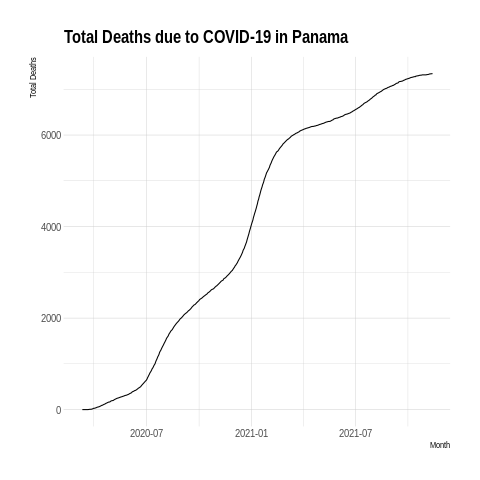 Total Deaths due to COVID-19 in Panama
Total Deaths
6000
4000
2000
0
2020-07
2021-01
2021-07
Month